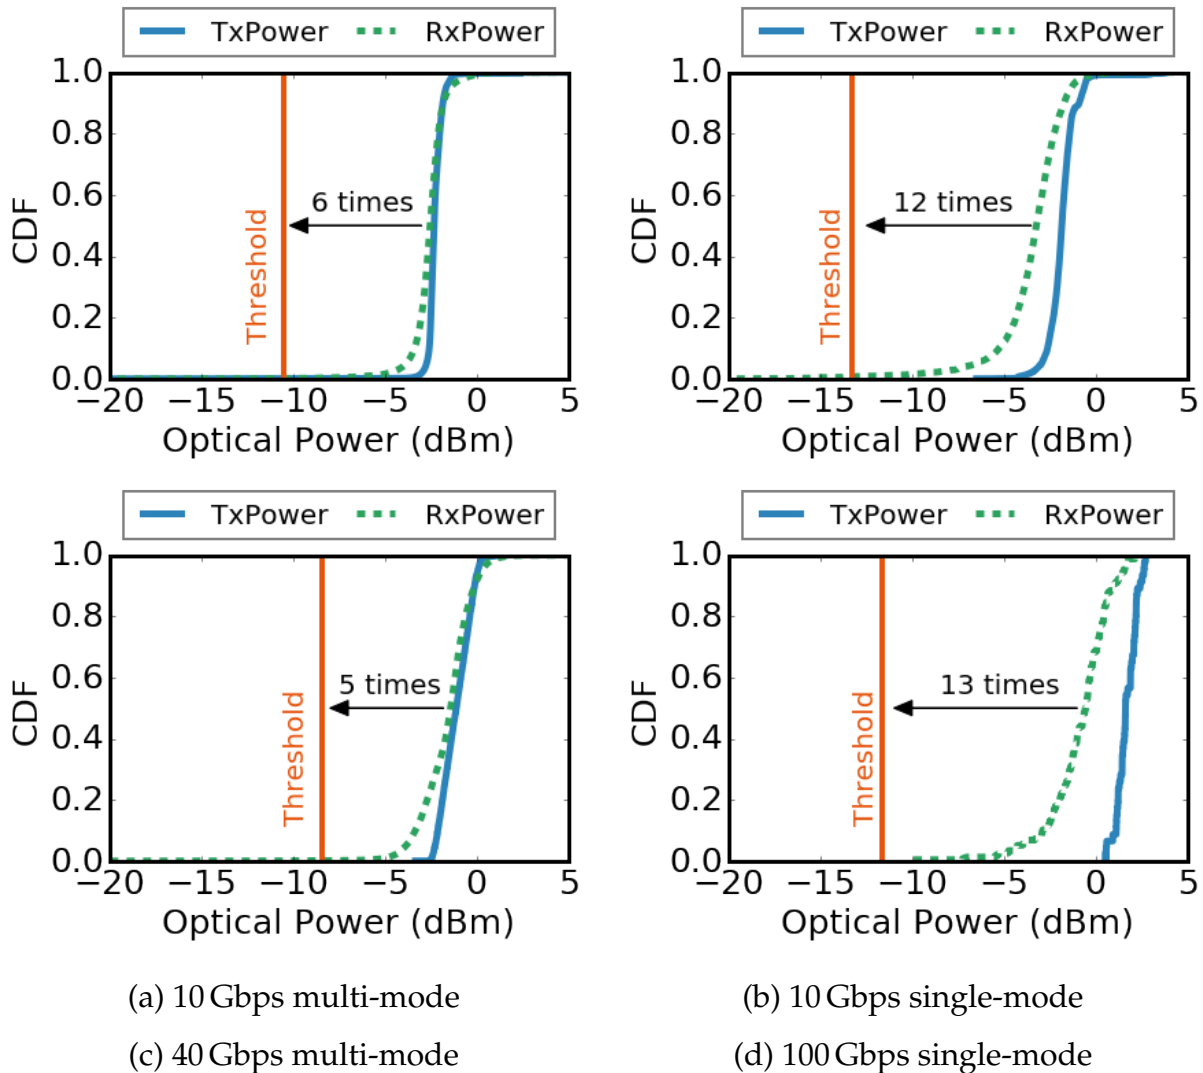 TxPower RxPower
1.0
0.8
0.6
0.4
0.2
0.0
CDF
Threshold
6 times
−20 −15 −10 −5 0 5
Optical Power (dBm)
TxPower RxPower
1.0
0.8
0.6
0.4
0.2
0.0
CDF
Threshold
12 times
−20 −15 −10 −5 0 5
Optical Power (dBm)
TxPower RxPower
1.0
0.8
0.6
0.4
0.2
0.0
CDF
Threshold
5 times
−20 −15 −10 −5 0 5
Optical Power (dBm)
TxPower RxPower
1.0
0.8
0.6
0.4
0.2
0.0
CDF
Threshold
13 times
−20 −15 −10 −5 0 5
Optical Power (dBm)
(a) 10 Gbps multi-mode
(b) 10 Gbps single-mode
(c) 40 Gbps multi-mode
(d) 100 Gbps single-mode